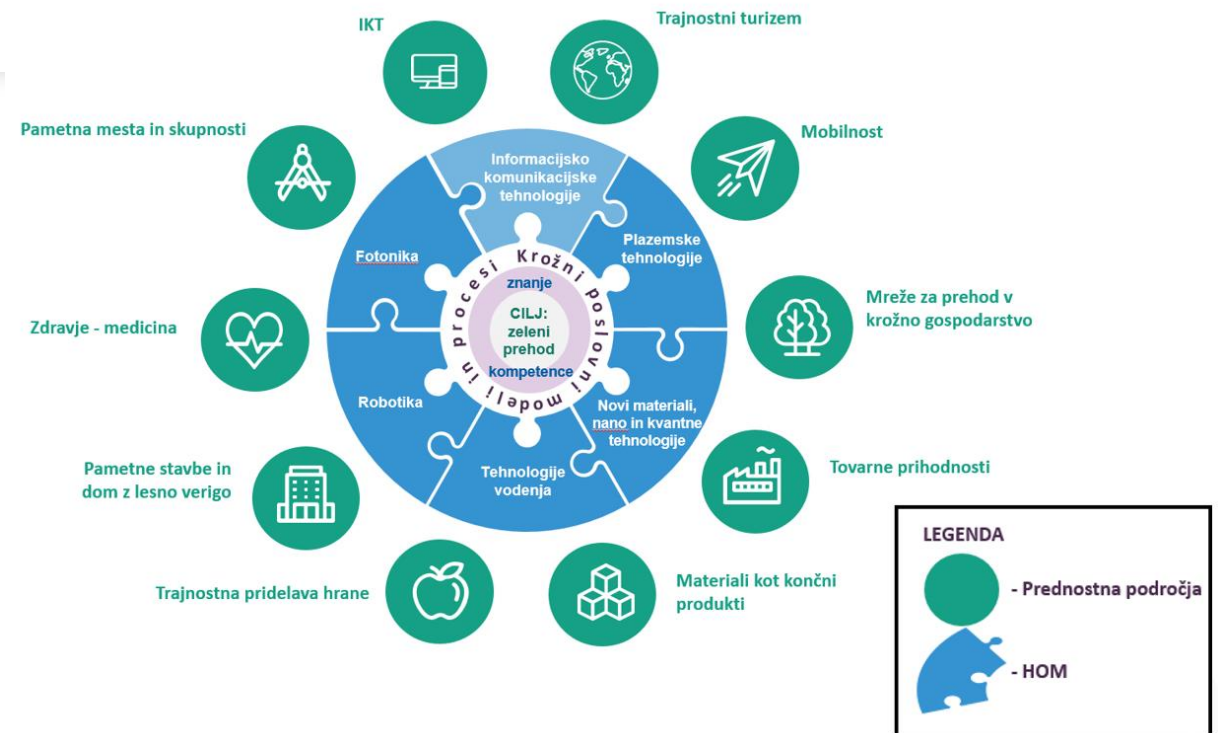 IKT
Trajnostni turizem
Pametna mesta in skupnosti
Mobilnost
Informacijsko
komunikacijske
tehnologije
Plazemske
tehnologije
Fotonika
Krožni poslovni modeli in procesi
znanje
CILJ:
zeleni
prehod
kompetence
Mreže za prehod v
krožno gospodarstvo
Zdravje - medicina
Robotika
Novi materiali,
nano in kvantne
tehnologije
Tehnologije
vodenja
Pametne stavbe in
dom z lesno verigo
Tovarne prihodnosti
Trajnostna pridelava hrane
Materiali kot končni
produkti
LEGENDA
- Prednostna področja
- HOM